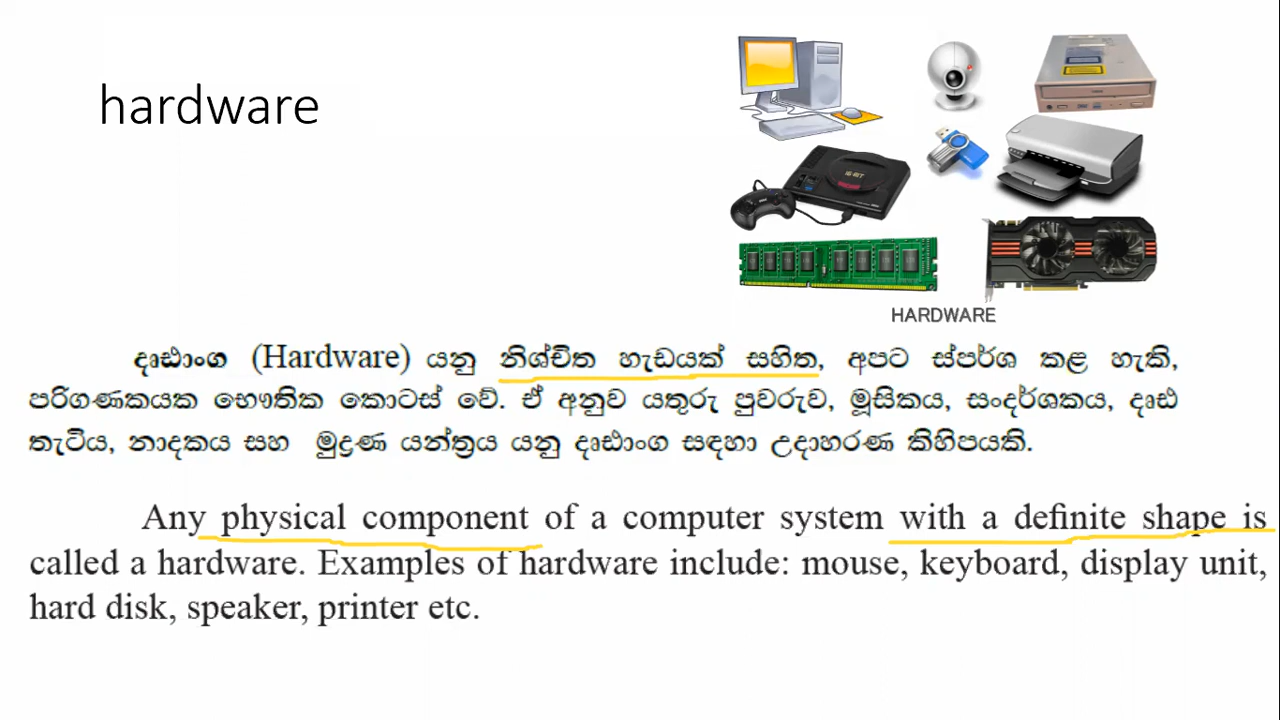 hardware
16-BIT
HARDWARE
දෘඪාංග (Hardware) යනු නිශ්චිත හැඩයක් සහිත, අපට ස්පර්ශ කළ හැකි,
පරිගණකයක භෞතික කොටස් වේ. ඒ අනුව යතුරු පුවරුව, මූසිකය, සංදර්ශකය, දෘඪ
තැටිය, නාදකය සහ මුද්‍රණ යන්ත්‍රය යනු දෘඪාංග සඳහා උදාහරණ කිහිපයකි.
Any physical component of a computer system with a definite shape is
called a hardware. Examples of hardware include: mouse, keyboard, display unit,
hard disk, speaker, printer etc.